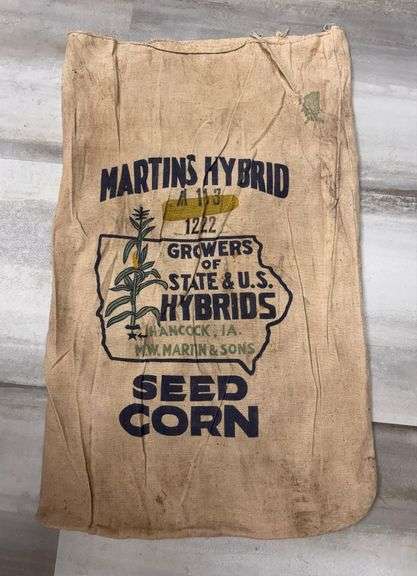 MARTINS HYBRID
A 113
1222
GROWERS
OF
STATE & U.S.
HYBRIDS
HANCOCK, IA.
W.W. MARTIN & SONS
SEED
CORN